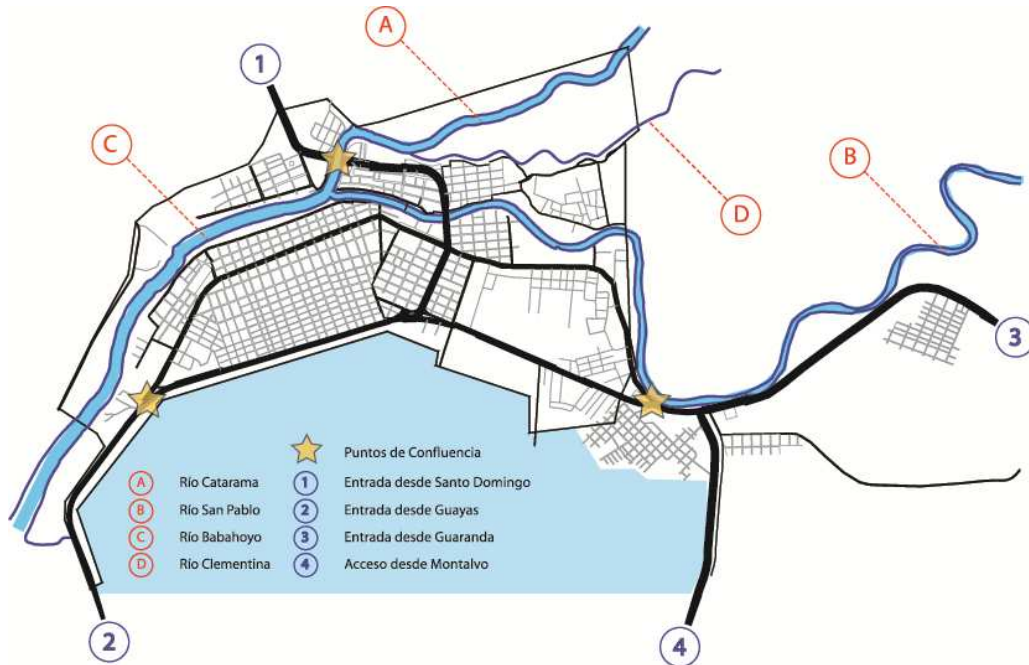 A
1
C
B
D
3
Puntos de Confluencia
A Río Catarama
1 Entrada desde Santo Domingo
B Río San Pablo
2 Entrada desde Guayas
C Río Babahoyo
3 Entrada desde Guaranda
D Río Clementina
4 Acceso desde Montalvo
2
4